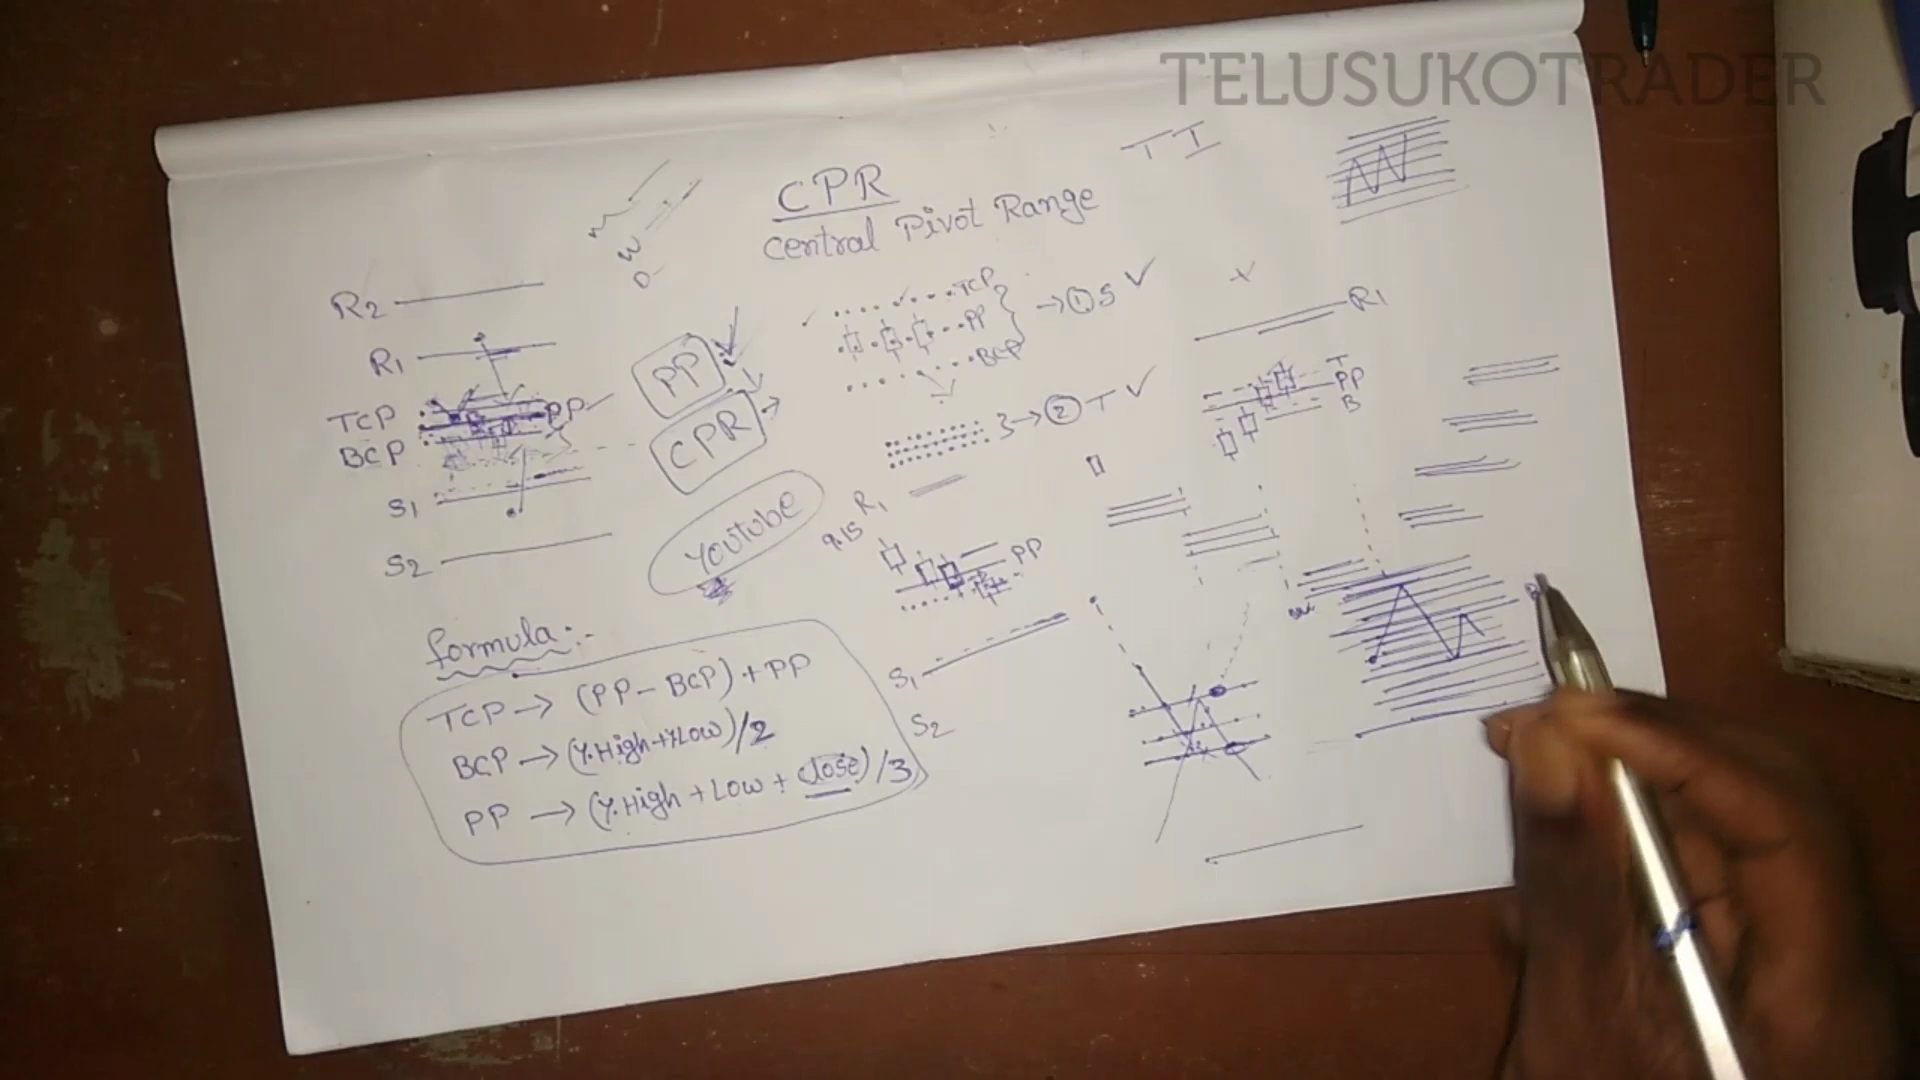 TELUSUKOTRADER
TI
CPR
Central Pivot Range
W
D
R2
R1
TCP
BCP
PP
S1
S2
PP
CPR
YouTube
TCP
PP
BCP
→ ① S ✓
3 → ② T ✓
R1
9.15
PP
S1
S2
R1
T
PP
B
formula:-
TCP → (PP - BCP) + PP
BCP → (Y.High + Y.Low)/2
PP → (Y.High + Low + close)/3